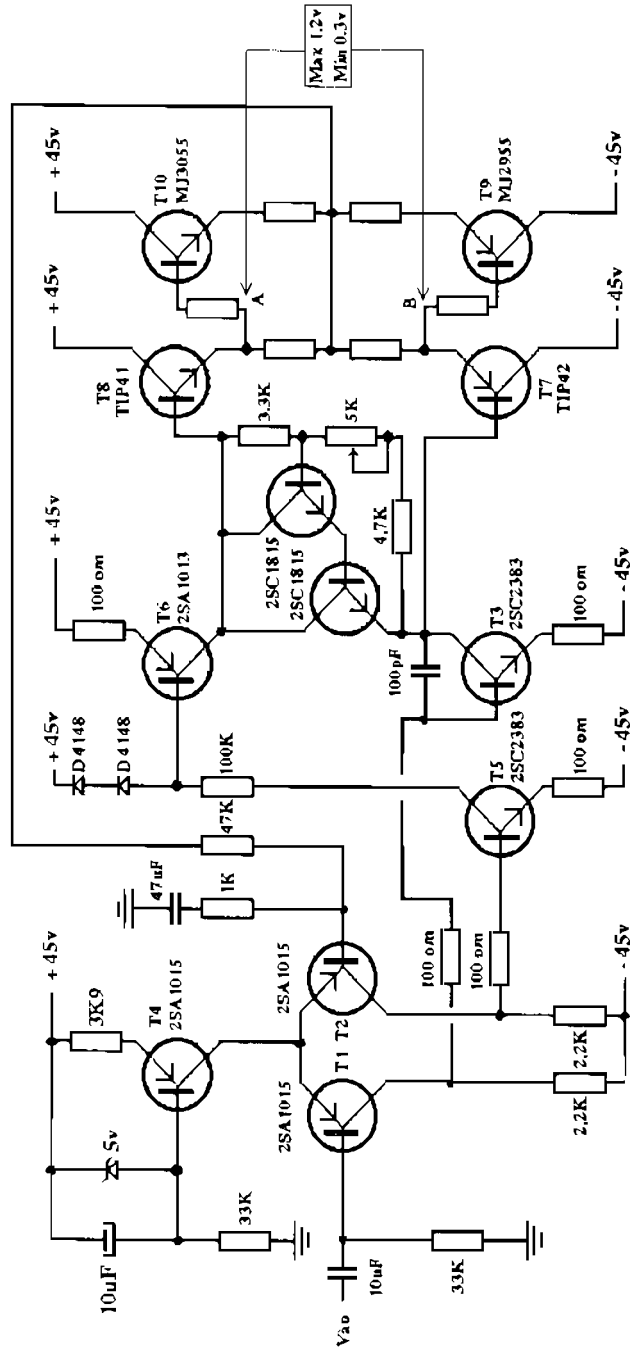 +45v
10uF
5v
3K9
T4
2SA1015
33K
Vao
10uF
33K
2SA1015
T1
T2
2SA1015
2.2K
2.2K
-45v
47uF
1K
47K
100 om
100 om
+45v
D4148
D4148
100K
T5
2SC2383
100 om
-45v
+45v
100 om
T6
2SA1013
2SC1815
2SC1815
3.3K
5K
4.7K
100pF
T3
2SC2383
100 om
-45v
+45v
T8
TIP41
A
B
T7
TIP42
-45v
+45v
T10
MJ3055
T9
MJ2955
-45v
Max 1.2v
Min 0.3v